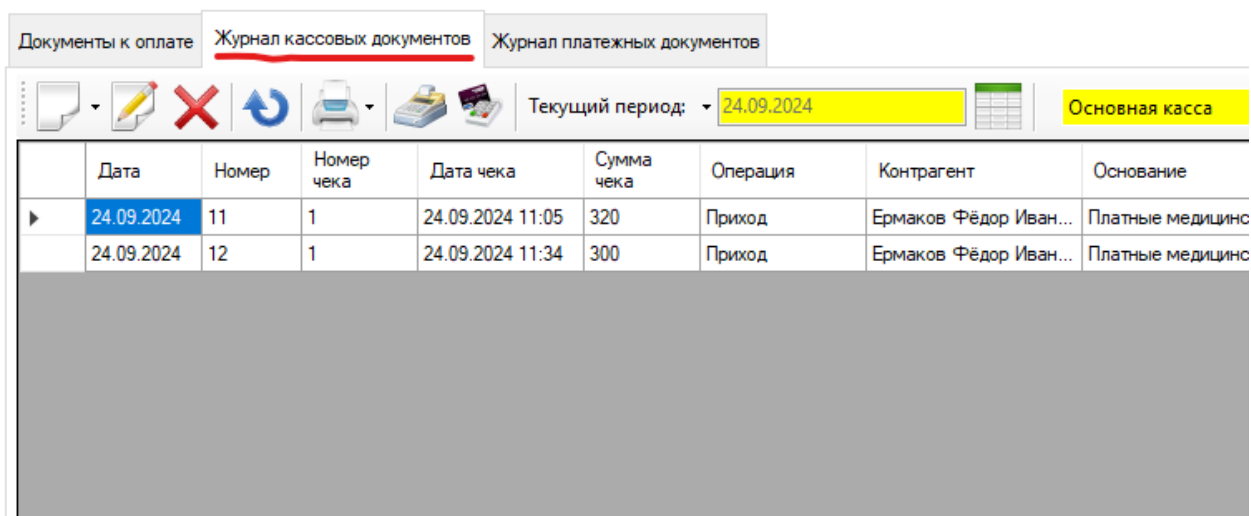 Документы к оплате Журнал кассовых документов Журнал платежных документов
Текущий период: 24.09.2024 Основная касса
Дата Номер Номер чека Дата чека Сумма чека Операция Контрагент Основание
24.09.2024 11 1 24.09.2024 11:05 320 Приход Ермаков Фёдор Иван... Платные медицинс
24.09.2024 12 1 24.09.2024 11:34 300 Приход Ермаков Фёдор Иван... Платные медицинс